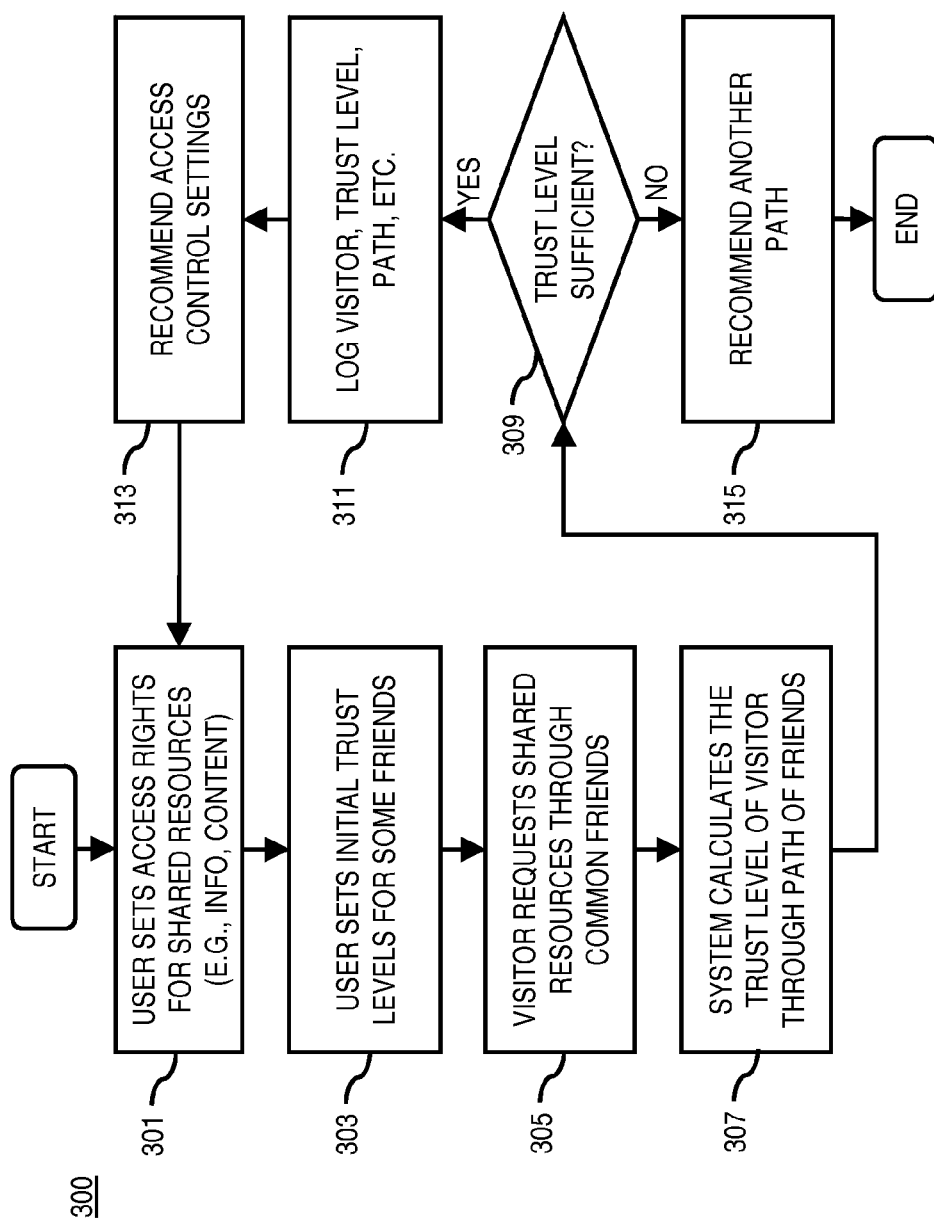 300
START
USER SETS ACCESS RIGHTS
FOR SHARED RESOURCES
(E.G., INFO, CONTENT)
301
USER SETS INITIAL TRUST
LEVELS FOR SOME FRIENDS
303
VISITOR REQUESTS SHARED
RESOURCES THROUGH
COMMON FRIENDS
305
SYSTEM CALCULATES THE
TRUST LEVEL OF VISITOR
THROUGH PATH OF FRIENDS
307
TRUST LEVEL
SUFFICIENT?
309
YES
NO
LOG VISITOR, TRUST LEVEL,
PATH, ETC.
311
RECOMMEND ACCESS
CONTROL SETTINGS
313
RECOMMEND ANOTHER
PATH
315
END